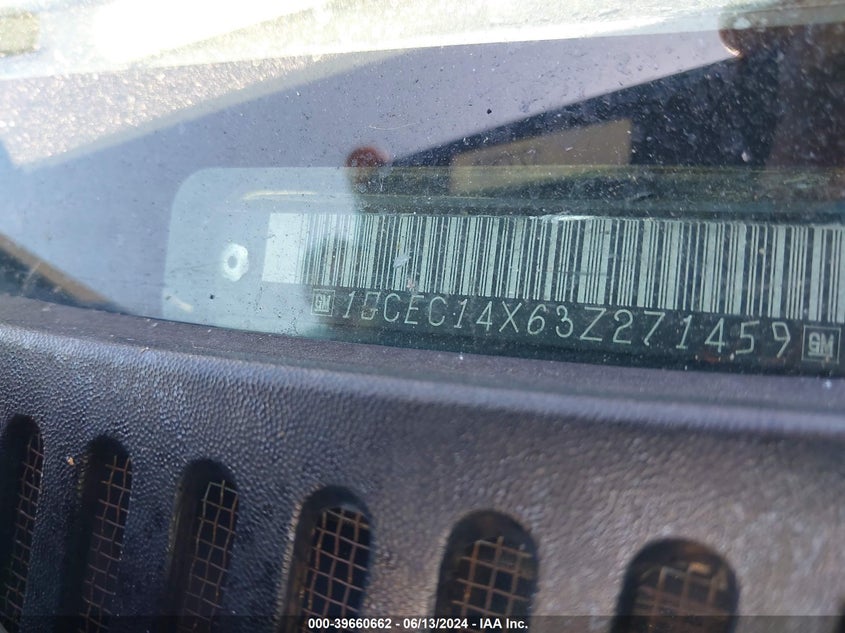 GM 1GCEC14X63Z271459 GM
000-39660662 - 06/13/2024 - IAA Inc.